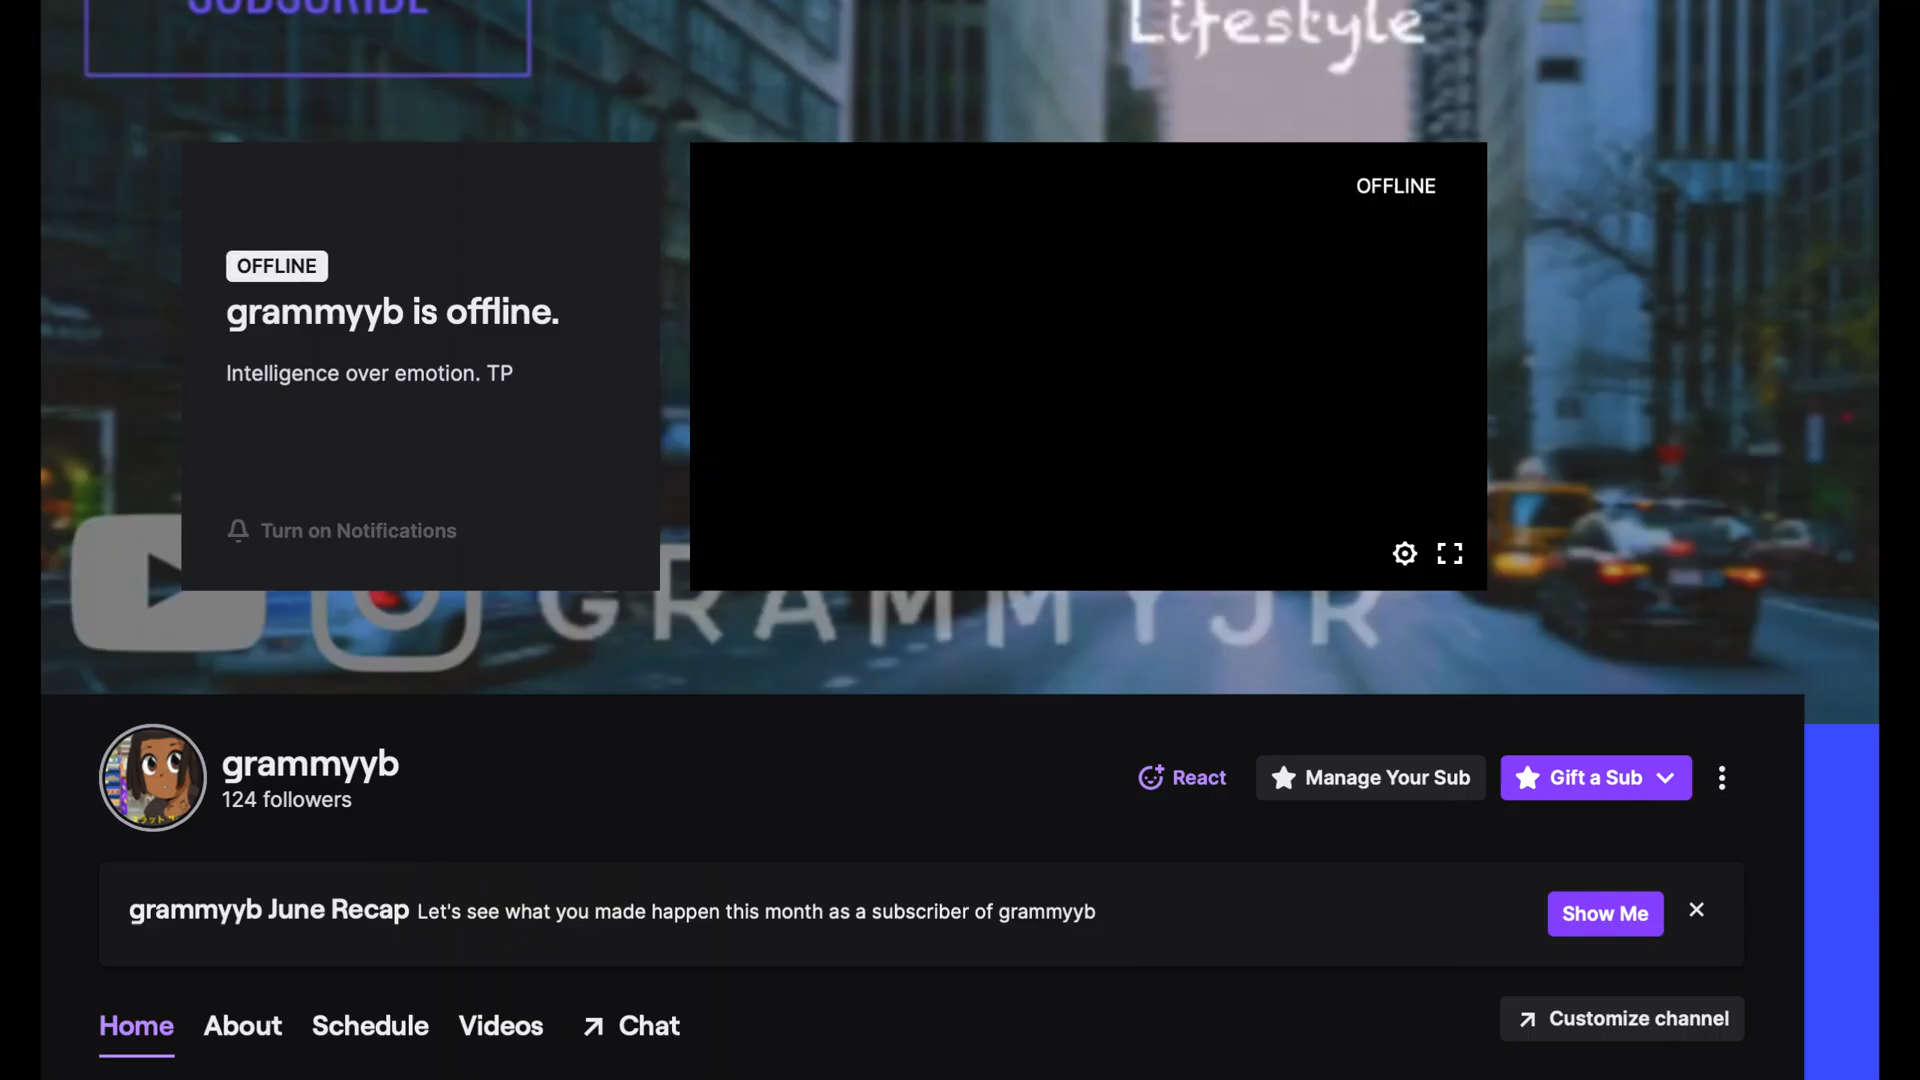 SUBSCRIBE
Lifestyle
OFFLINE
OFFLINE
grammyyb is offline.
Intelligence over emotion. TP
Turn on Notifications
GRAMMYJR
grammyyb
124 followers
React
Manage Your Sub
Gift a Sub
grammyyb June Recap Let's see what you made happen this month as a subscriber of grammyyb
Show Me
Home About Schedule Videos Chat
Customize channel